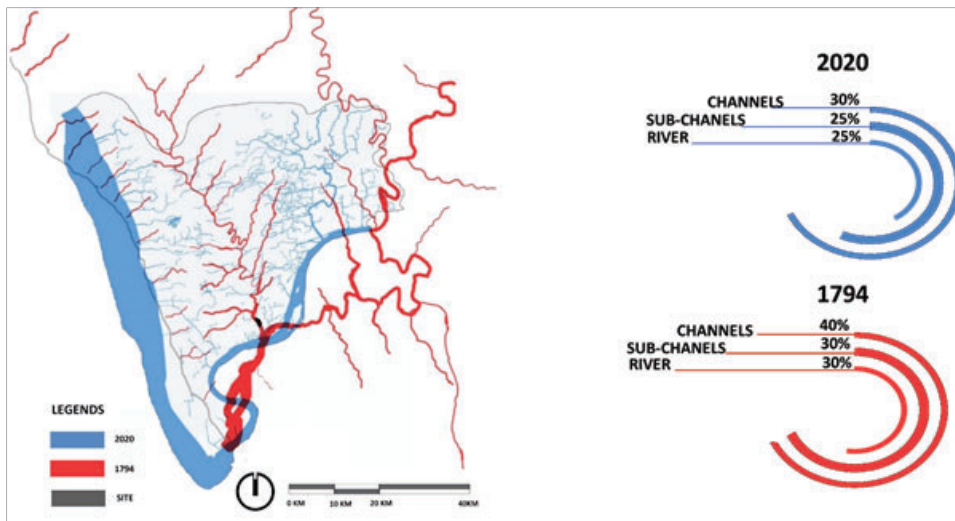 2020
CHANNELS 30%
SUB-CHANELS 25%
RIVER 25%
1794
CHANNELS 40%
SUB-CHANELS 30%
RIVER 30%
LEGENDS
2020
1794
SITE
0 KM 10 KM 20 KM 40KM